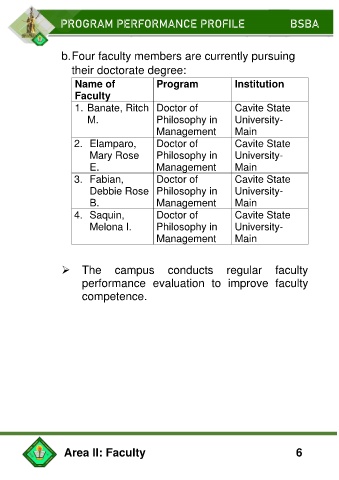 PROGRAM PERFORMANCE PROFILE BSBA
b. Four faculty members are currently pursuing
their doctorate degree:
Name of Program Institution
Faculty
1. Banate, Ritch Doctor of Cavite State
M. Philosophy in University-
Management Main
2. Elamparo, Doctor of Cavite State
Mary Rose Philosophy in University-
E. Management Main
3. Fabian, Doctor of Cavite State
Debbie Rose Philosophy in University-
B. Management Main
4. Saquin, Doctor of Cavite State
Melona I. Philosophy in University-
Management Main
➢ The campus conducts regular faculty
performance evaluation to improve faculty
competence.
Area II: Faculty 6